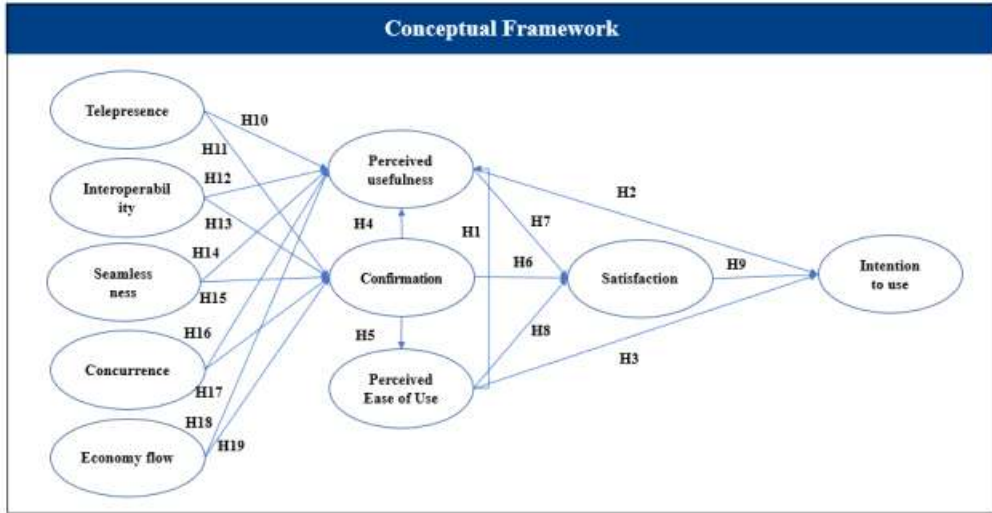 Conceptual Framework
Telepresence
H10
H11
Interoperabil
ity
H12
H13
Seamless
ness
H14
H15
Concurrence
H16
H17
Economy flow
H18
H19
Perceived
usefulness
H4
Confirmation
H5
Perceived
Ease of Use
H1
H7
H6
H8
Satisfaction
H2
H9
H3
Intention
to use